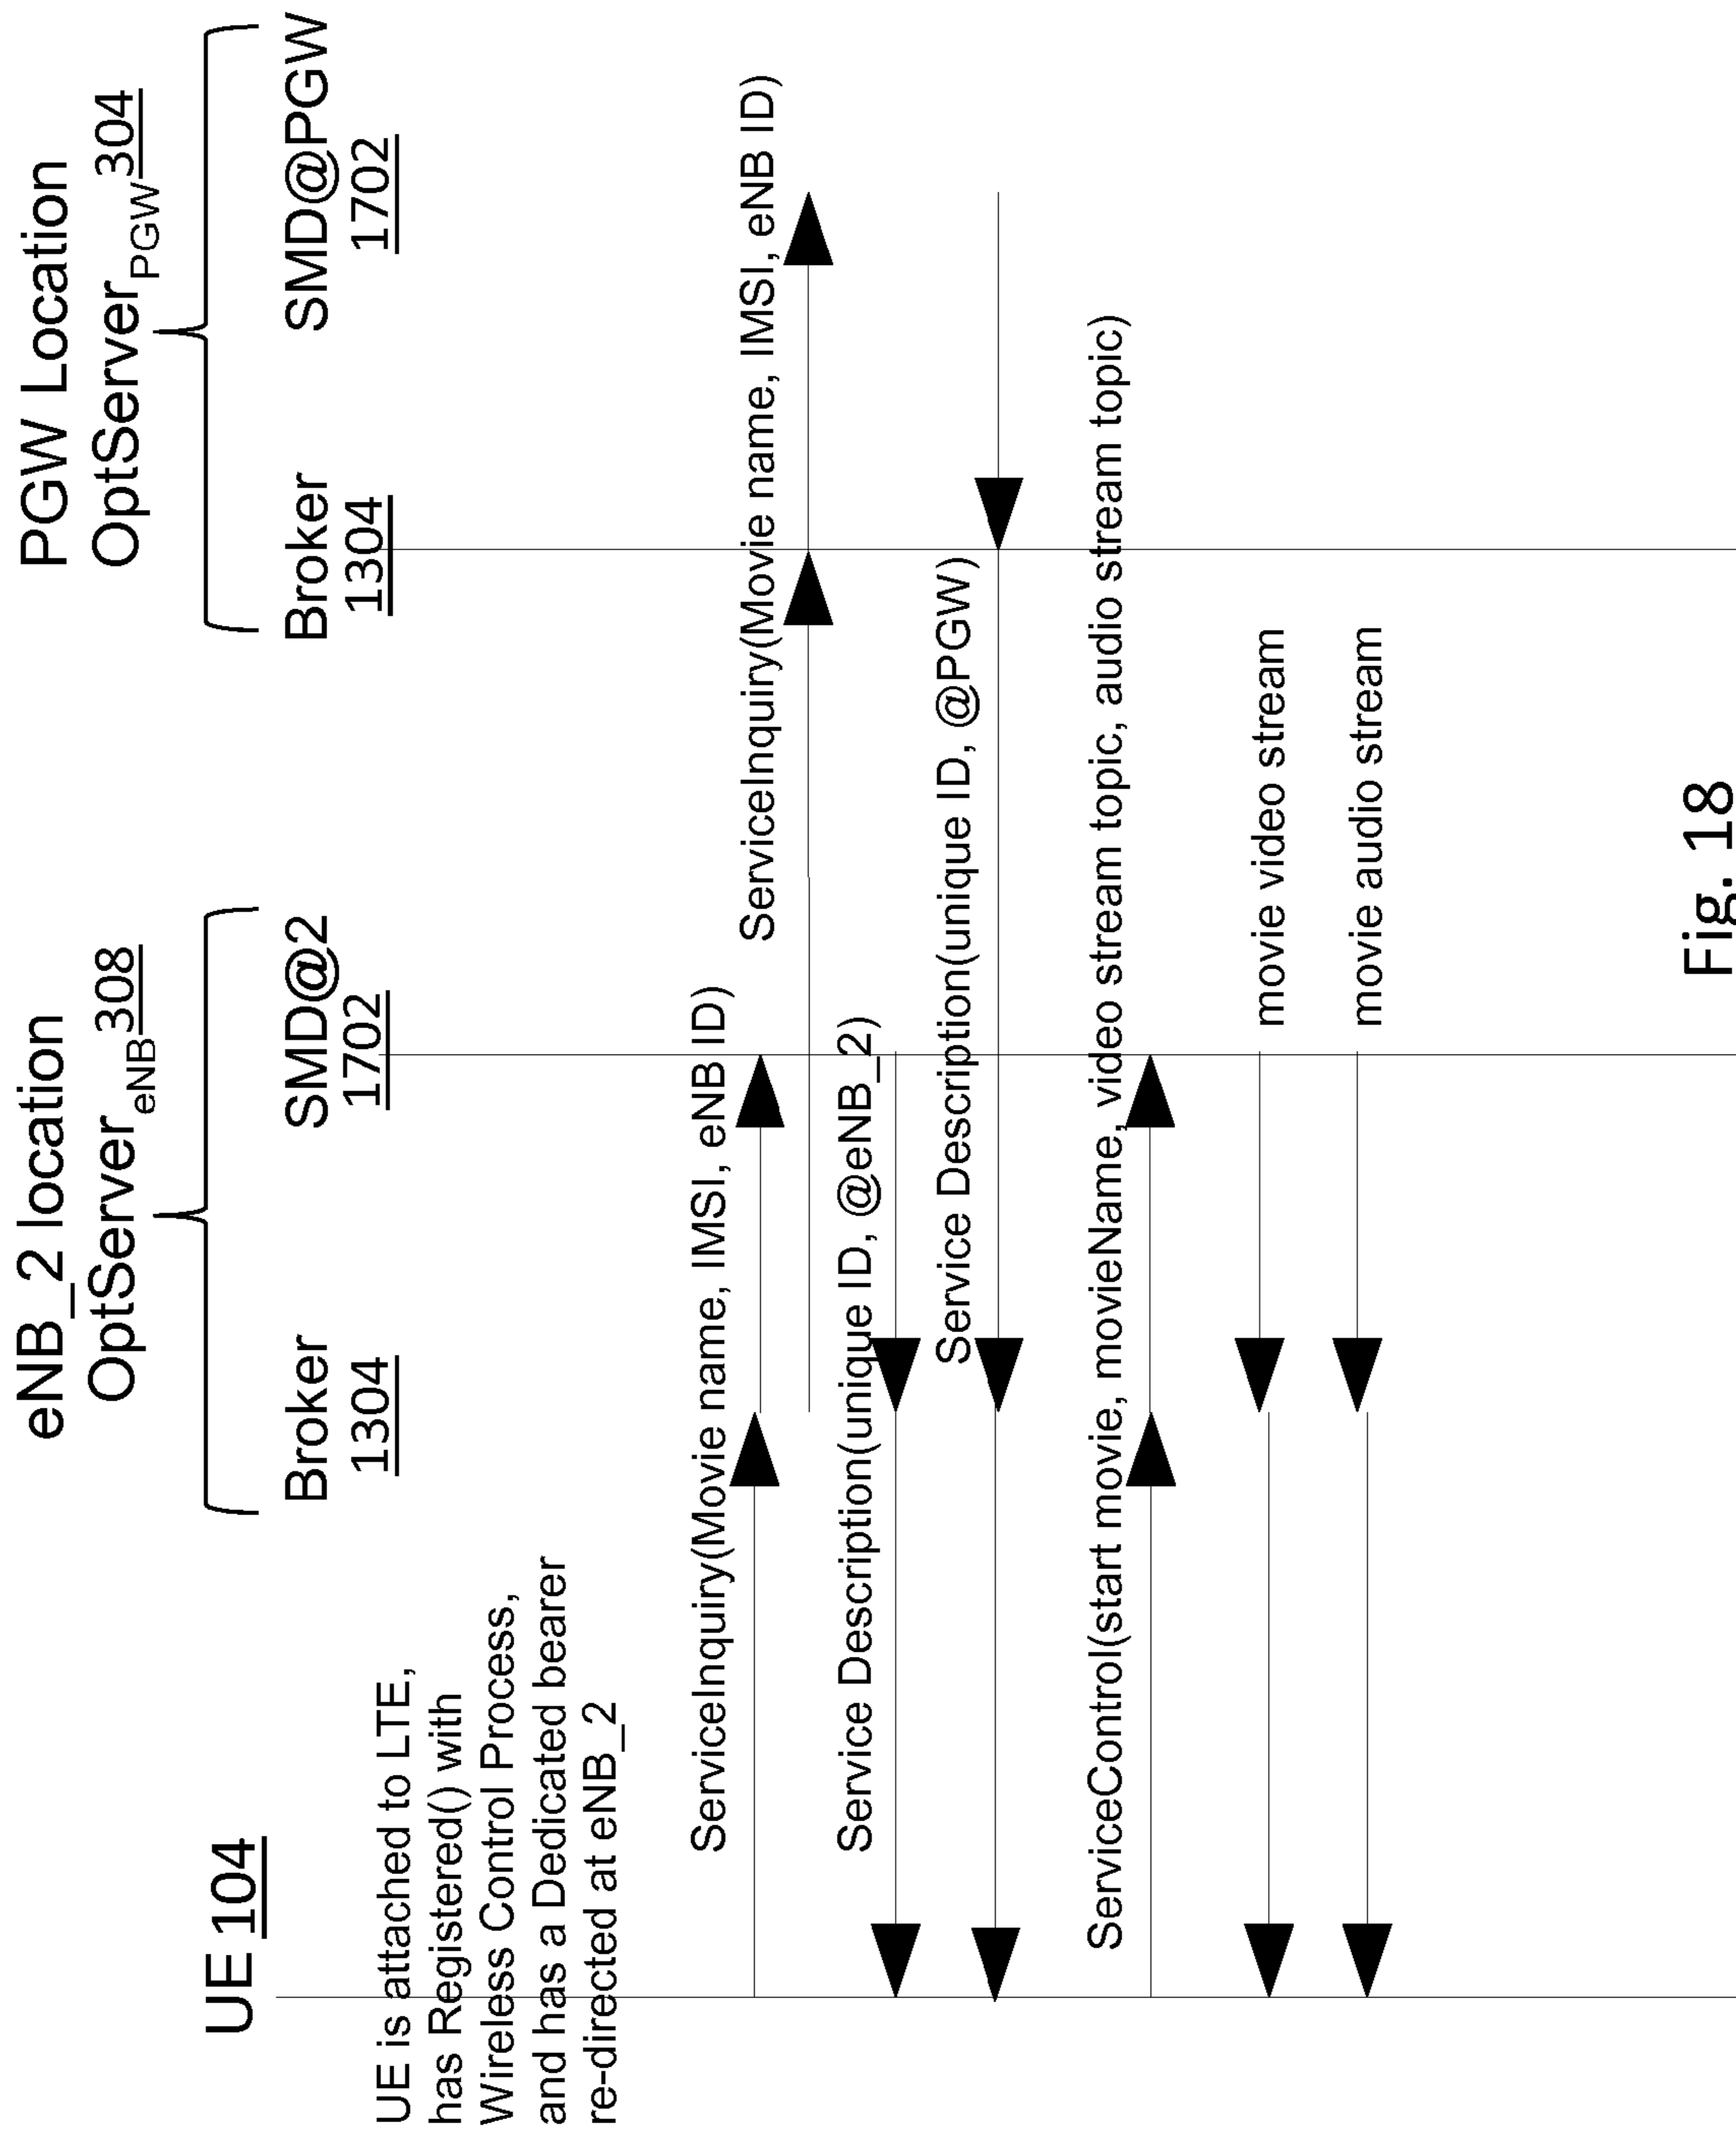 eNB_2 location
OptServereNB308
PGW Location
OptServerPGW304
UE 104
Broker
1304
SMD@2
1702
Broker
1304
SMD@PGW
1702
UE is attached to LTE,
has Registered() with
Wireless Control Process,
and has a Dedicated bearer
re-directed at eNB_2
ServiceInquiry(Movie name, IMSI, eNB ID)
ServiceInquiry(Movie name, IMSI, eNB ID)
Service Description(unique ID, @eNB_2)
Service Description(unique ID, @PGW)
ServiceControl(start movie, movieName, video stream topic, audio stream topic)
movie video stream
movie audio stream
Fig. 18